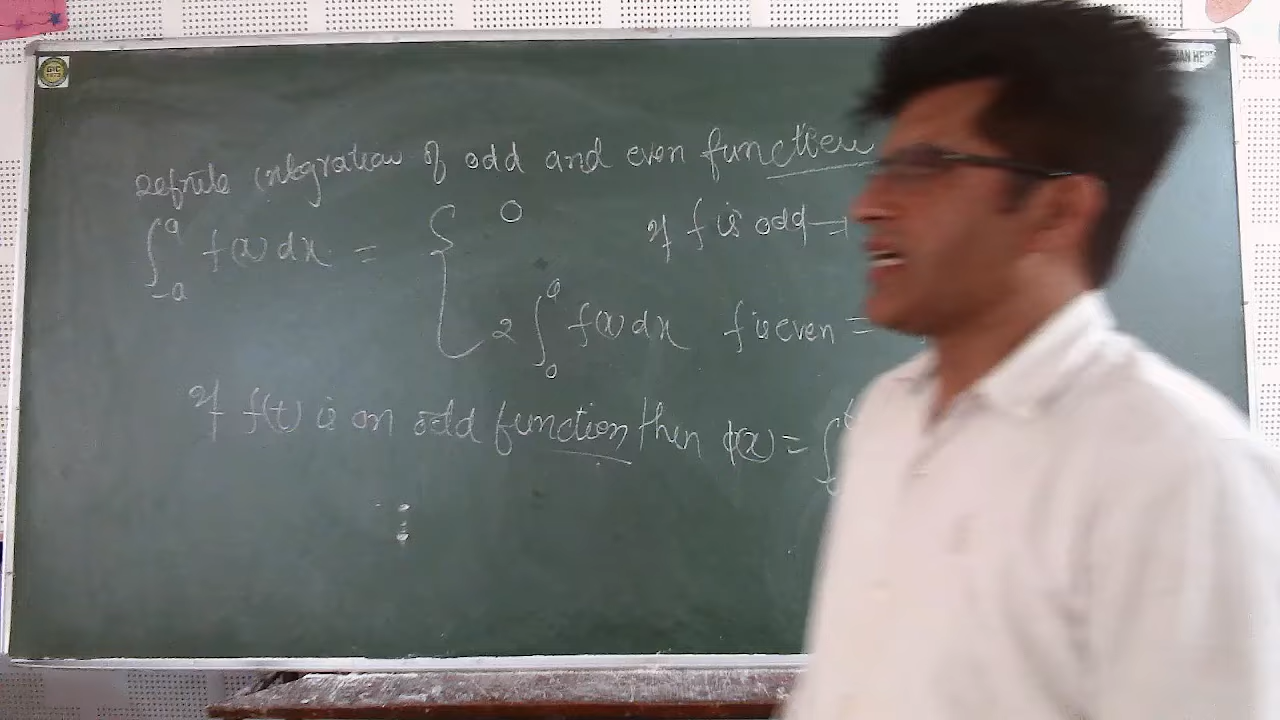 Definite integration of odd and even function
∫_{-a}^{a} f(x) dx = { 0 if f is odd →
2 ∫_{0}^{a} f(x) dx f is even =
If f(t) is an odd function then ϕ(x) = ∫